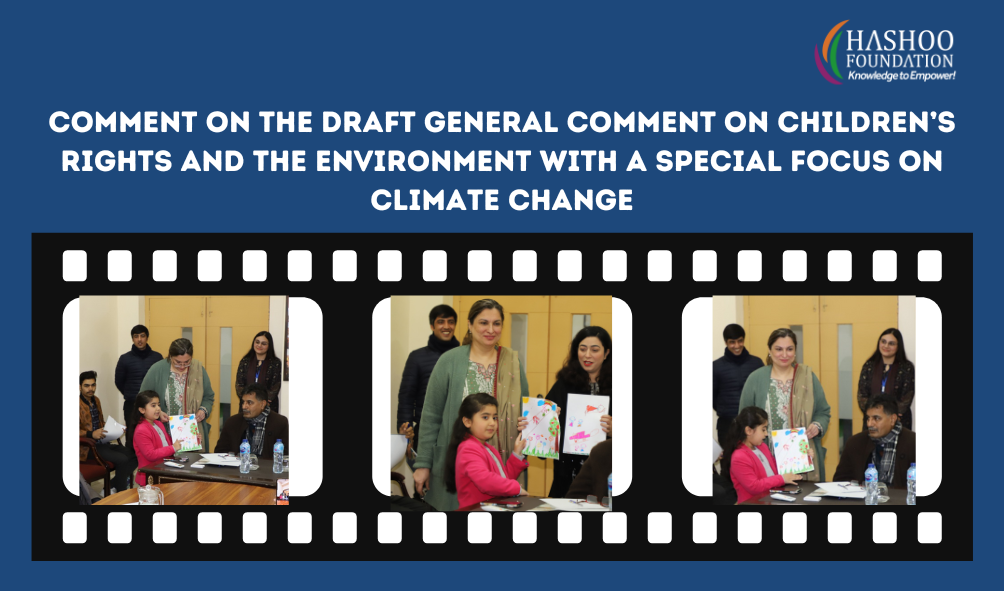 HASHOO
FOUNDATION
Knowledge to Empower!
COMMENT ON THE DRAFT GENERAL COMMENT ON CHILDREN'S
RIGHTS AND THE ENVIRONMENT WITH A SPECIAL FOCUS ON
CLIMATE CHANGE